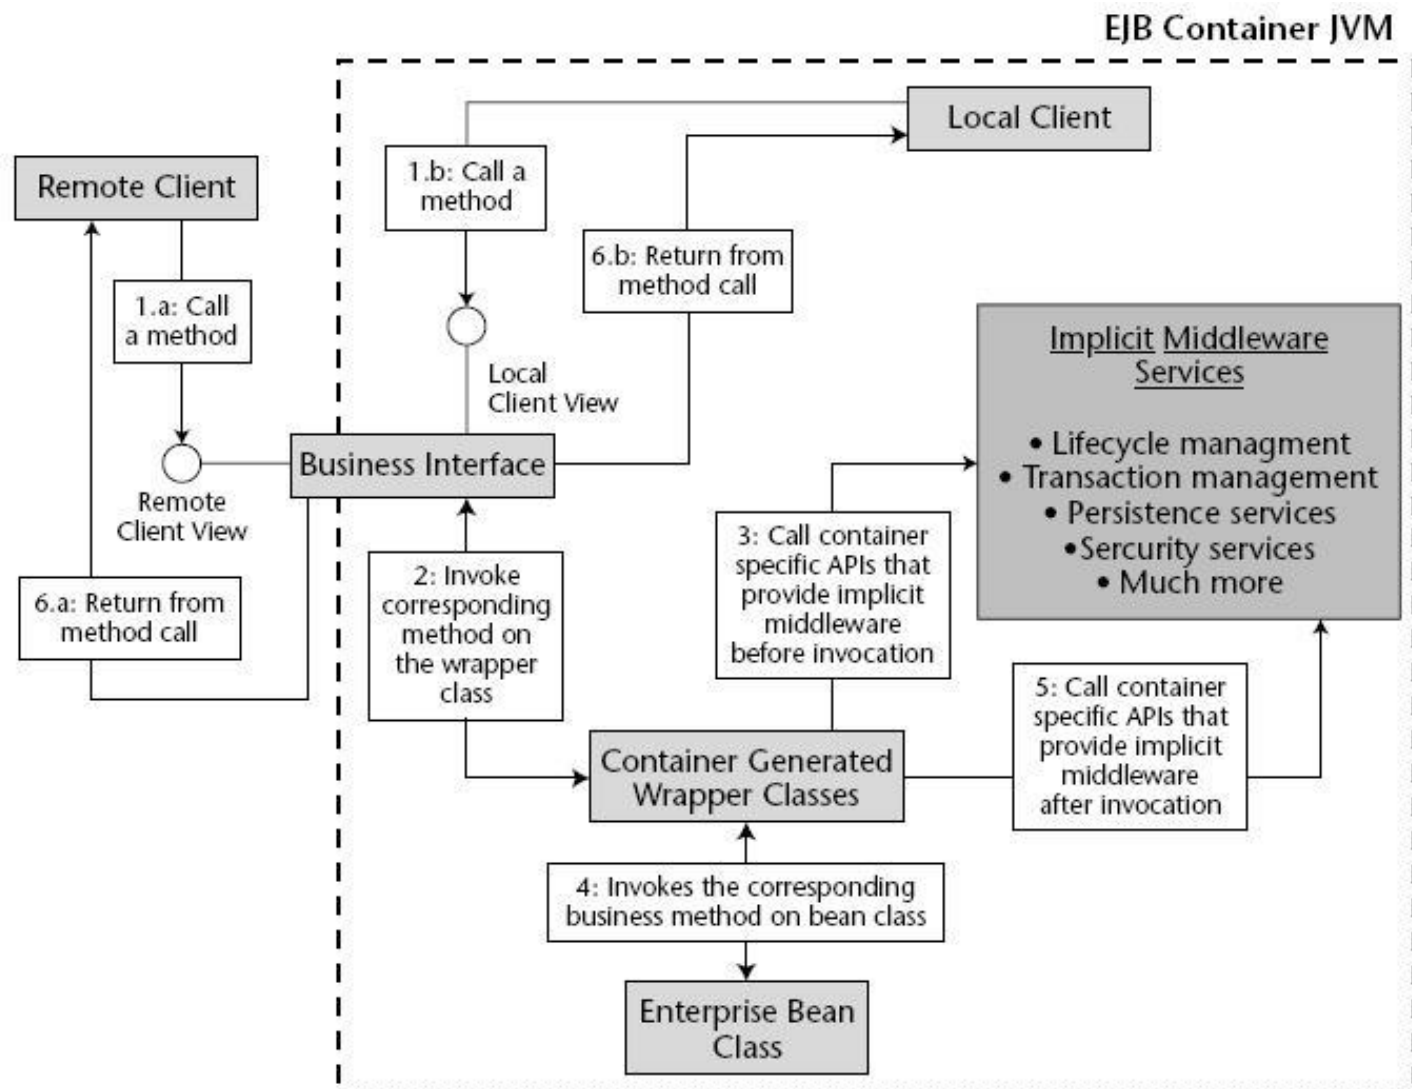 EJB Container JVM
Local Client
Remote Client
1.b: Call a
method
6.b: Return from
method call
1.a: Call
a method
Local
Client View
Implicit Middleware
Services
• Lifecycle managment
• Transaction management
• Persistence services
•Sercurity services
• Much more
Business Interface
Remote
Client View
2: Invoke
corresponding
method on
the wrapper
class
3: Call container
specific APIs that
provide implicit
middleware
before invocation
6.a: Return from
method call
5: Call container
specific APIs that
provide implicit
middleware
after invocation
Container Generated
Wrapper Classes
4: Invokes the corresponding
business method on bean class
Enterprise Bean
Class